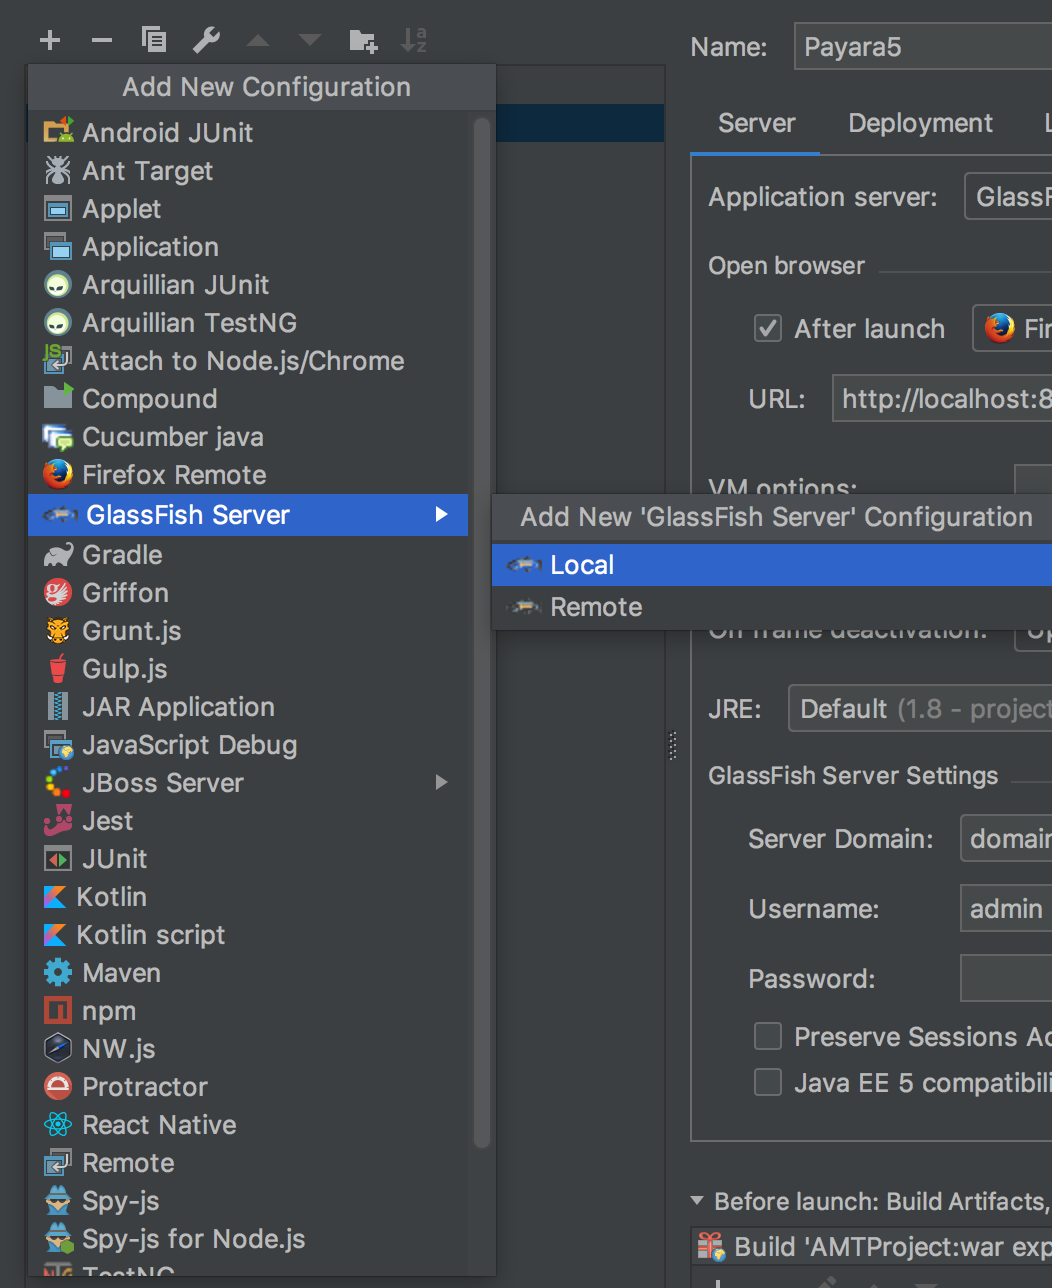 Name: Payara5
Add New Configuration
Android JUnit
Ant Target
Applet
Application
Arquillian JUnit
Arquillian TestNG
Attach to Node.js/Chrome
Compound
Cucumber java
Firefox Remote
GlassFish Server
Gradle
Griffon
Grunt.js
Gulp.js
JAR Application
JavaScript Debug
JBoss Server
Jest
JUnit
Kotlin
Kotlin script
Maven
npm
NW.js
Protractor
React Native
Remote
Spy-js
Spy-js for Node.js
TestNG
Add New 'GlassFish Server' Configuration
Local
Remote
Server Deployment L
Application server: GlassF
Open browser
After launch Fir
URL: http://localhost:8
VM options:
On frame deactivation: Up
JRE: Default (1.8 - project
GlassFish Server Settings
Server Domain: domain
Username: admin
Password:
Preserve Sessions Ac
Java EE 5 compatibili
Before launch: Build Artifacts,
Build 'AMTProject:war exp